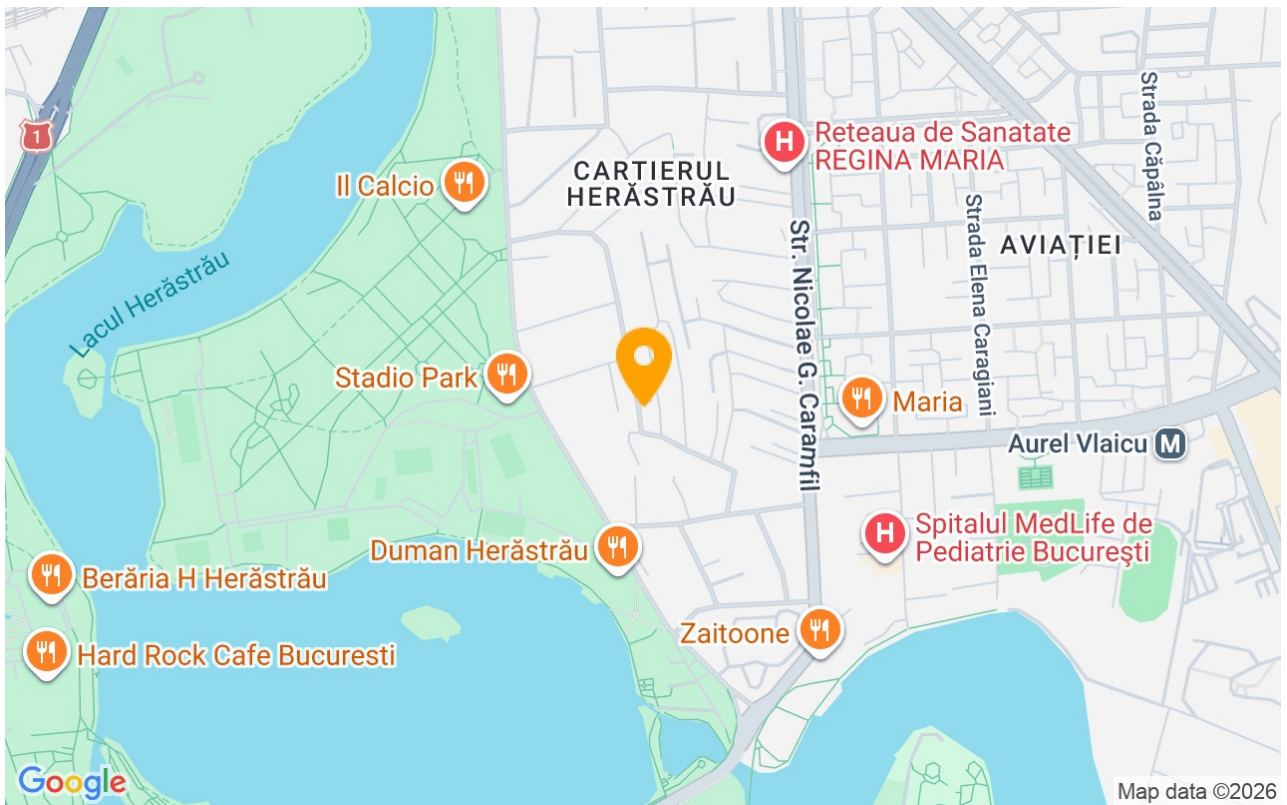 1
Il Calcio
CARTIERUL
HERĂSTRĂU
Reteaua de Sanatate
REGINA MARIA
Strada Căpâlna
AVIAȚIEI
Strada Elena Caragiani
Str. Nicolae G. Caramfil
Lacul Herăstrău
Stadio Park
Maria
Aurel Vlaicu M
Spitalul MedLife de
Pediatrie Bucureşti
Duman Herăstrău
Berăria H Herăstrău
Zaitoone
Hard Rock Cafe Bucuresti
Google
Map data ©2026